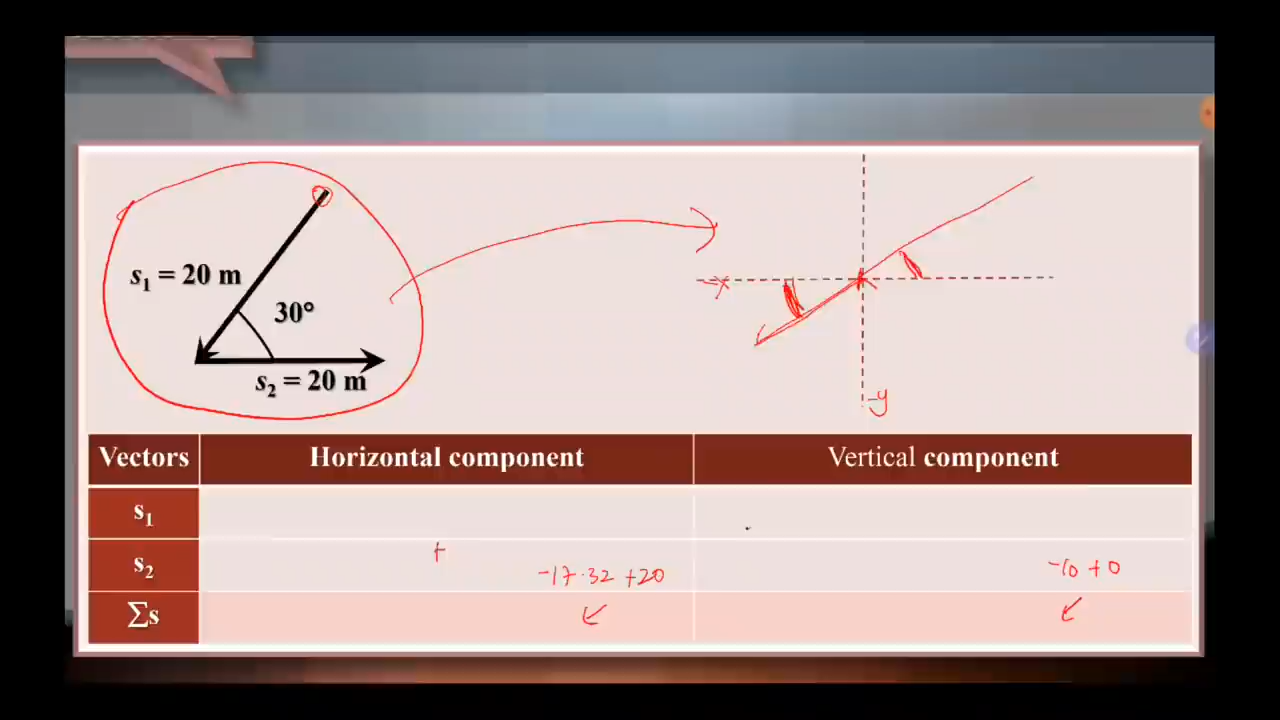 s1 = 20 m
30°
s2 = 20 m
-x
-y
Vectors Horizontal component Vertical component
s1
+
s2 -17.32 +20 -10 + 0
∑s